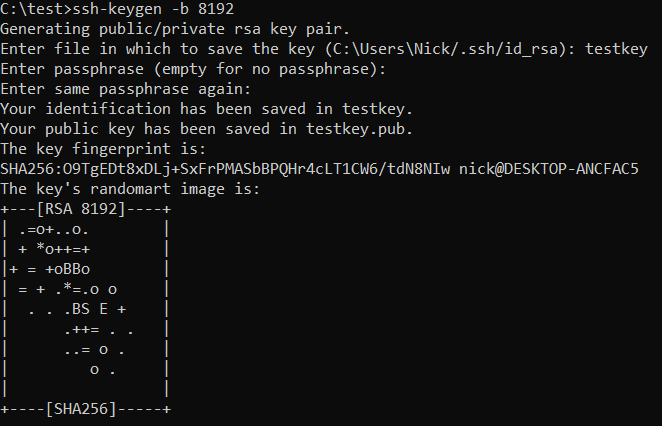 C:\test>ssh-keygen -b 8192
Generating public/private rsa key pair.
Enter file in which to save the key (C:\Users\Nick/.ssh/id_rsa): testkey
Enter passphrase (empty for no passphrase):
Enter same passphrase again:
Your identification has been saved in testkey.
Your public key has been saved in testkey.pub.
The key fingerprint is:
SHA256:O9TgEDt8xDLj+SxFrPMASbBPQHr4cLT1CW6/tdN8NIw nick@DESKTOP-ANCFAC5
The key's randomart image is:
+---[RSA 8192]----+
| .=o+..o.        |
| + *o++=+        |
|+ = +oBBo        |
| = + .*=.o o     |
|  . . .BS E +    |
|      .++= . .   |
|      ..= o .    |
|         o .     |
|                 |
+----[SHA256]-----+